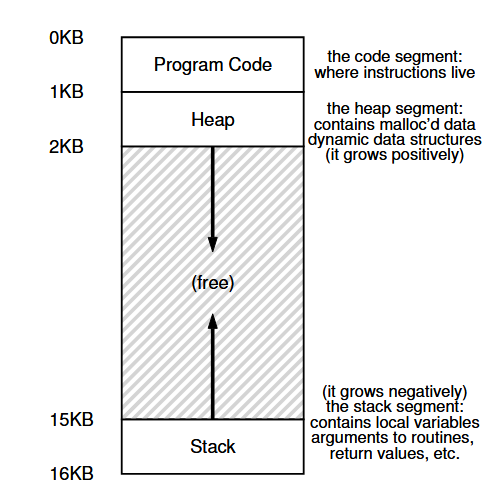 0KB
Program Code
the code segment:
where instructions live
1KB
Heap
the heap segment:
contains malloc'd data
dynamic data structures
(it grows positively)
2KB
(free)
(it grows negatively)
the stack segment:
contains local variables
arguments to routines,
return values, etc.
15KB
Stack
16KB